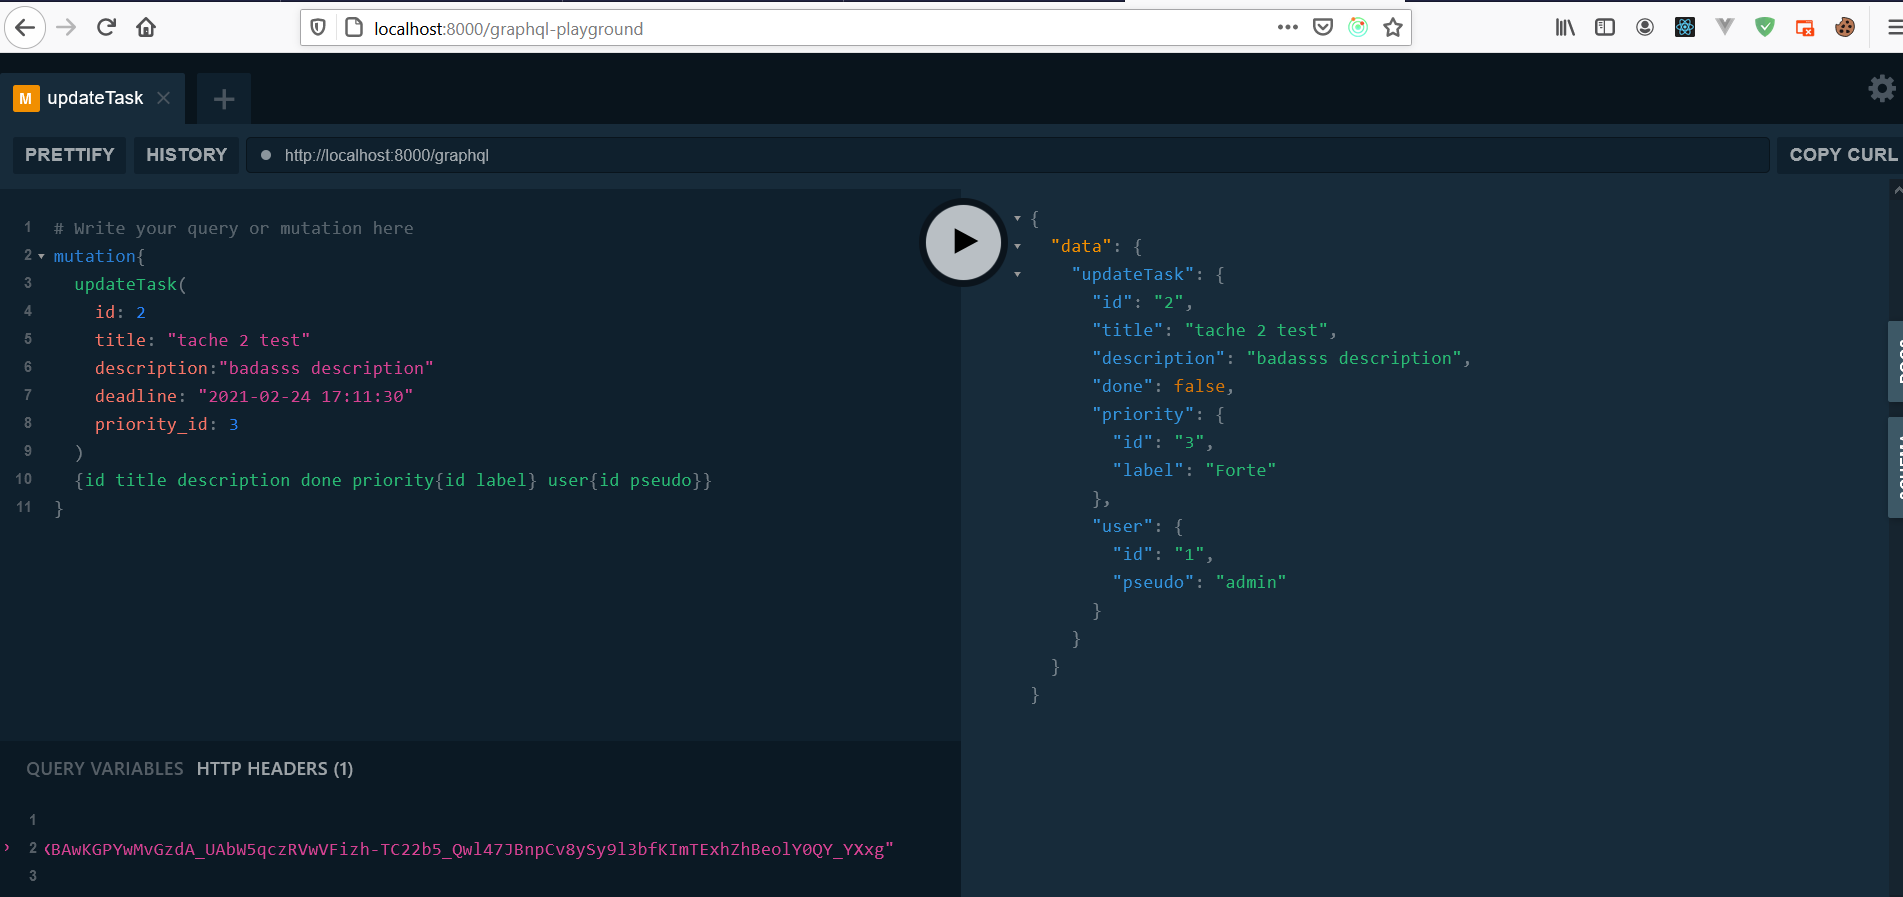 localhost:8000/graphql-playground
M updateTask
PRETTIFY HISTORY http://localhost:8000/graphql COPY CURL
1 # Write your query or mutation here
2 mutation{
3 updateTask(
4 id: 2
5 title: "tache 2 test"
6 description:"badasss description"
7 deadline: "2021-02-24 17:11:30"
8 priority_id: 3
9 )
10 {id title description done priority{id label} user{id pseudo}}
11 }
{
"data": {
"updateTask": {
"id": "2",
"title": "tache 2 test",
"description": "badasss description",
"done": false,
"priority": {
"id": "3",
"label": "Forte"
},
"user": {
"id": "1",
"pseudo": "admin"
}
}
}
}
QUERY VARIABLES HTTP HEADERS (1)
1
2 BAwKGPYwMvGzdA_UAbW5qczRVwVFizh-TC22b5_Qwl47JBnpCv8ySy9l3bfKImTExhZhBeolY0QY_YXxg"
3